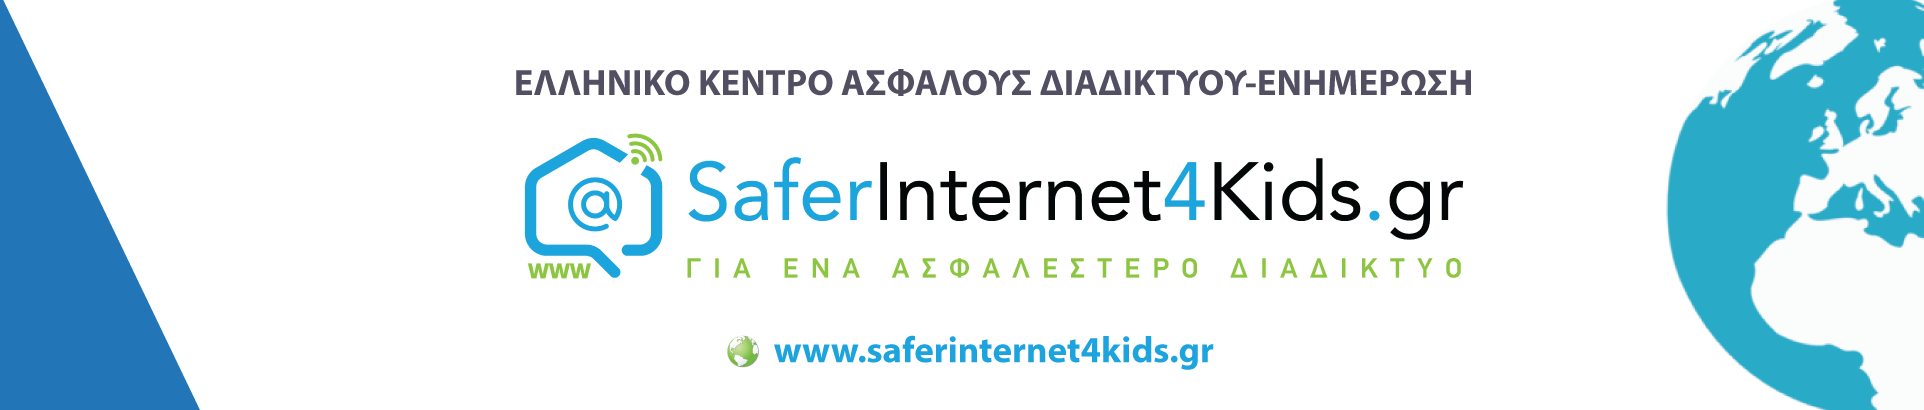 ΕΛΛΗΝΙΚΟ ΚΕΝΤΡΟ ΑΣΦΑΛΟΥΣ ΔΙΑΔΙΚΤΥΟΥ-ΕΝΗΜΕΡΩΣΗ
@
SaferInternet4Kids.gr
www
ΓΙΑ ΕΝΑ ΑΣΦΑΛΕΣΤΕΡΟ ΔΙΑΔΙΚΤΥΟ
www.saferinternet4kids.gr